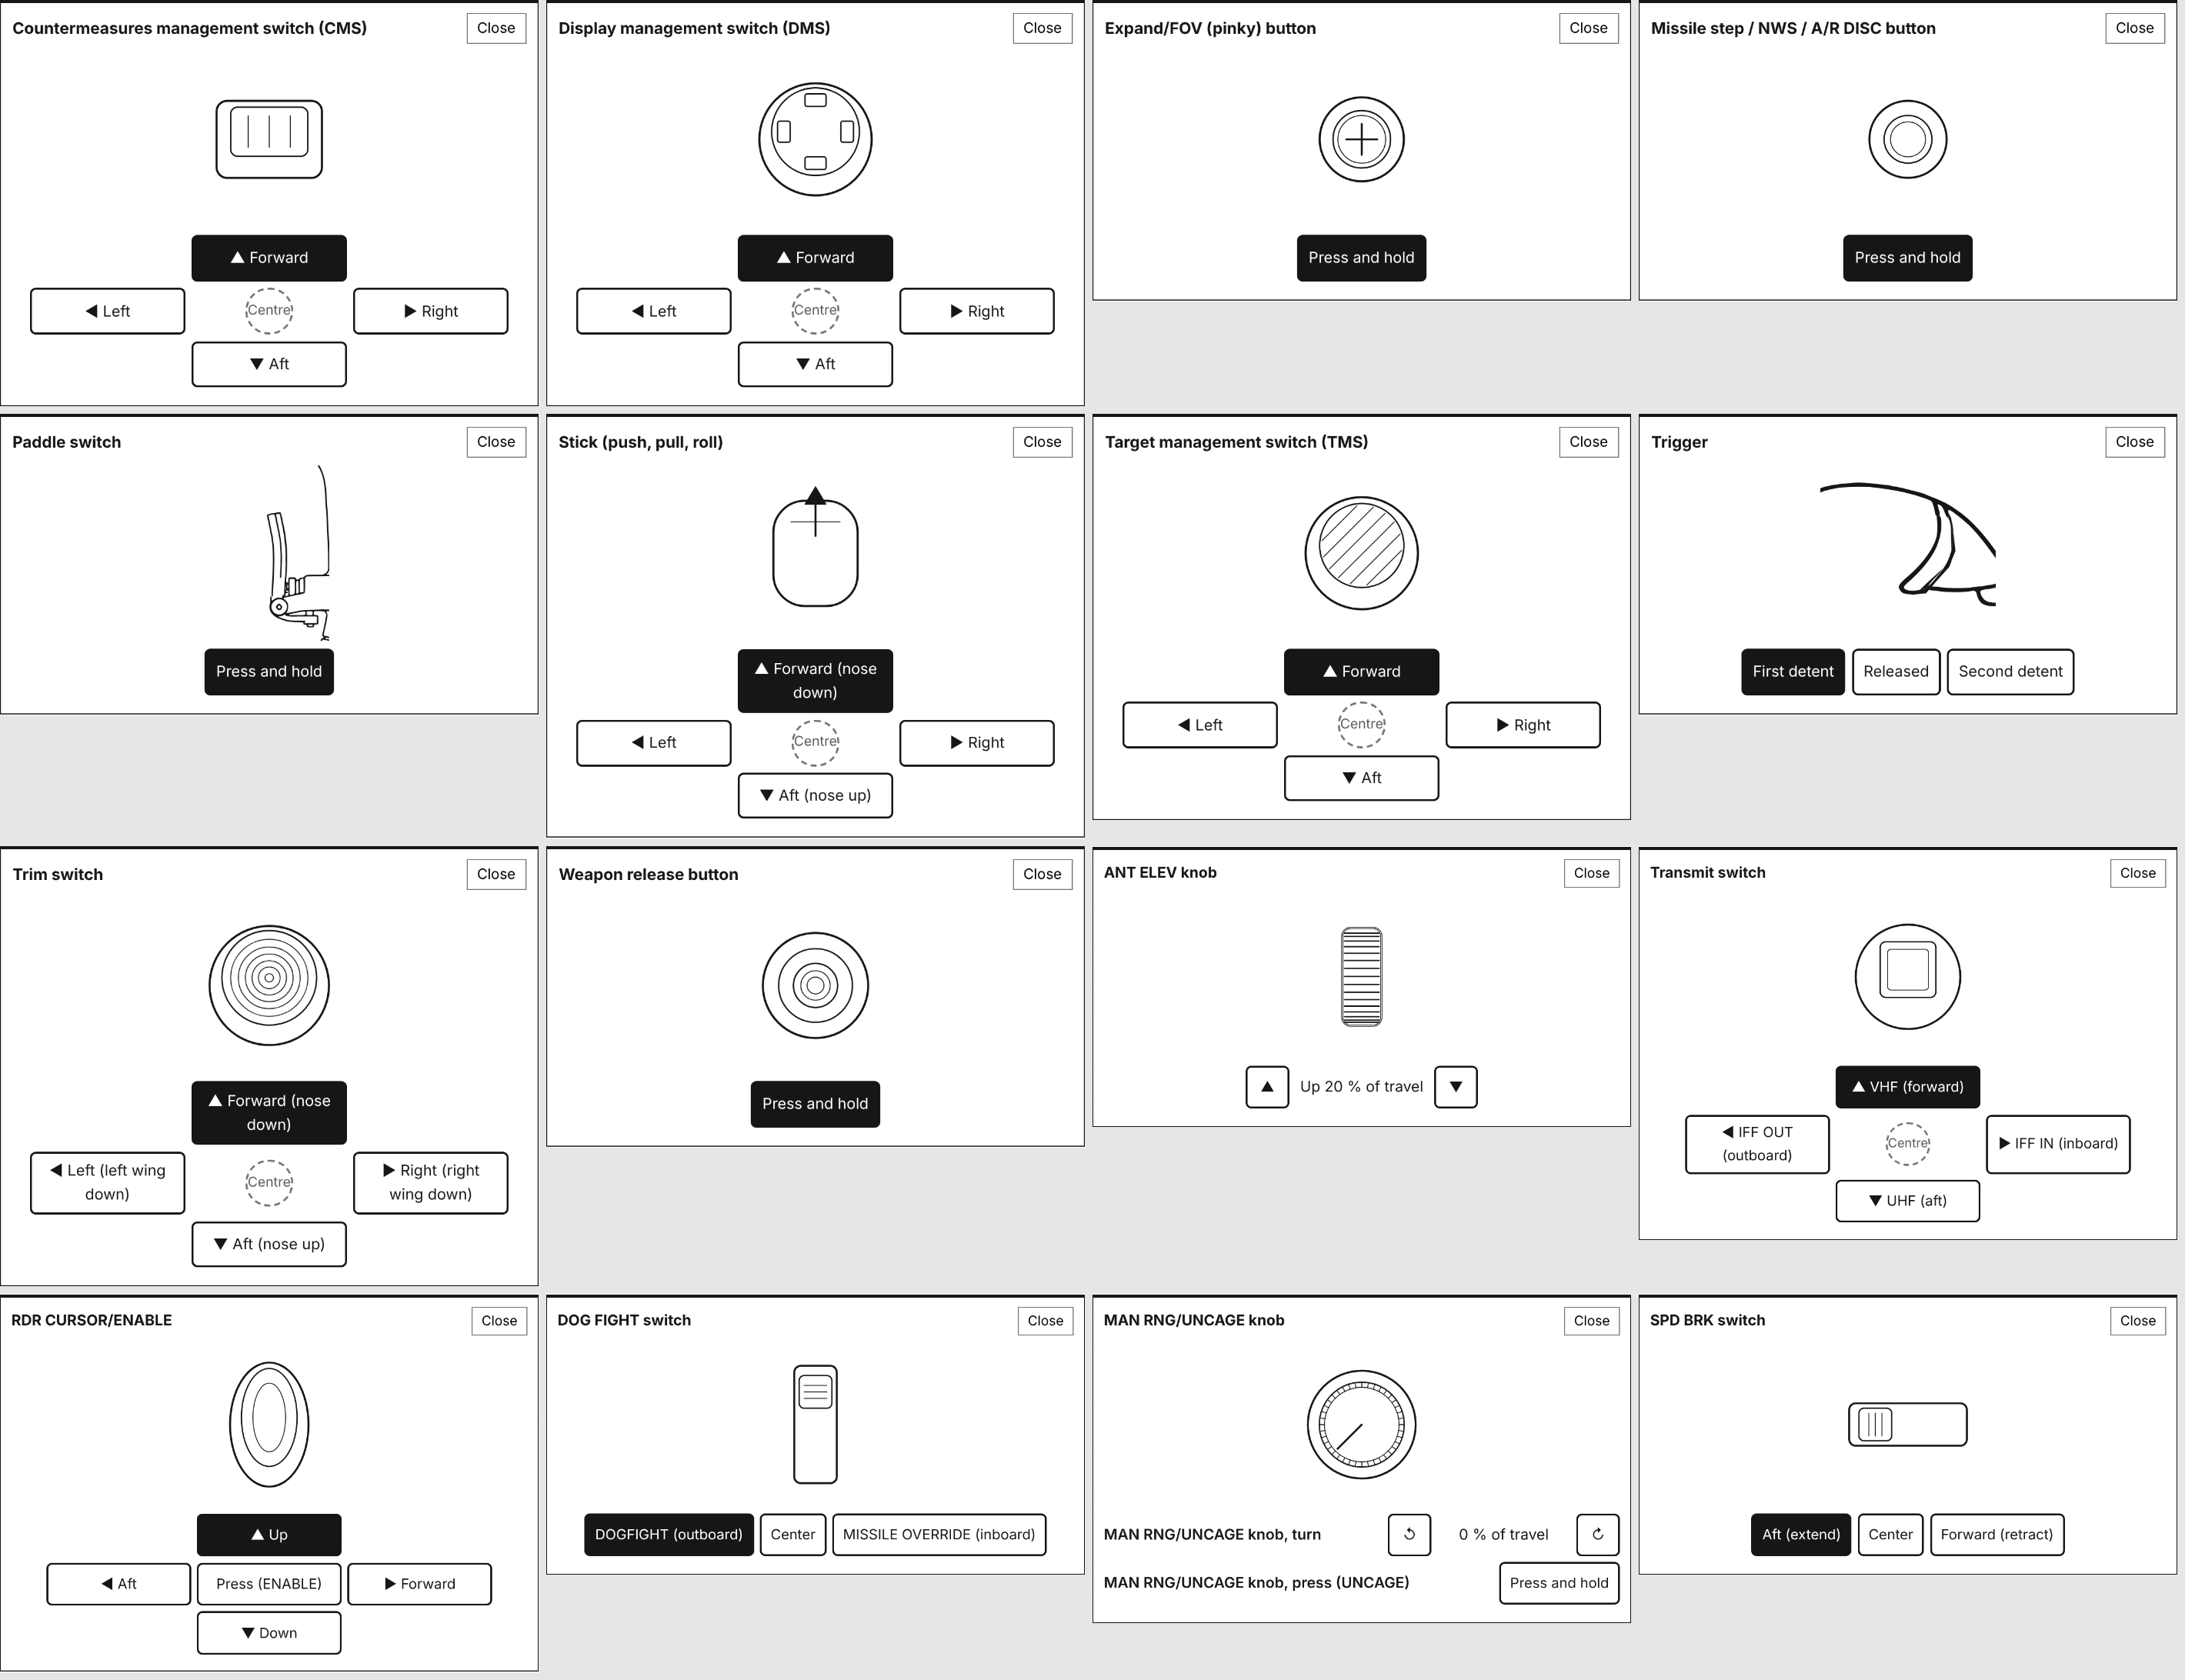 Countermeasures management switch (CMS)
Close
▲ Forward
◀ Left
Centre
▶ Right
▼ Aft
Display management switch (DMS)
Close
▲ Forward
◀ Left
Centre
▶ Right
▼ Aft
Expand/FOV (pinky) button
Close
Press and hold
Missile step / NWS / A/R DISC button
Close
Press and hold
Paddle switch
Close
Press and hold
Stick (push, pull, roll)
Close
▲ Forward (nose
down)
◀ Left
Centre
▶ Right
▼ Aft (nose up)
Target management switch (TMS)
Close
▲ Forward
◀ Left
Centre
▶ Right
▼ Aft
Trigger
Close
First detent
Released
Second detent
Trim switch
Close
▲ Forward (nose
down)
◀ Left (left wing
down)
Centre
▶ Right (right
wing down)
▼ Aft (nose up)
Weapon release button
Close
Press and hold
ANT ELEV knob
Close
▲
Up 20 % of travel
▼
Transmit switch
Close
▲ VHF (forward)
◀ IFF OUT
(outboard)
Centre
▶ IFF IN (inboard)
▼ UHF (aft)
RDR CURSOR/ENABLE
Close
▲ Up
◀ Aft
Press (ENABLE)
▶ Forward
▼ Down
DOG FIGHT switch
Close
DOGFIGHT (outboard)
Center
MISSILE OVERRIDE (inboard)
MAN RNG/UNCAGE knob
Close
MAN RNG/UNCAGE knob, turn
↺
0 % of travel
↻
MAN RNG/UNCAGE knob, press (UNCAGE)
Press and hold
SPD BRK switch
Close
Aft (extend)
Center
Forward (retract)